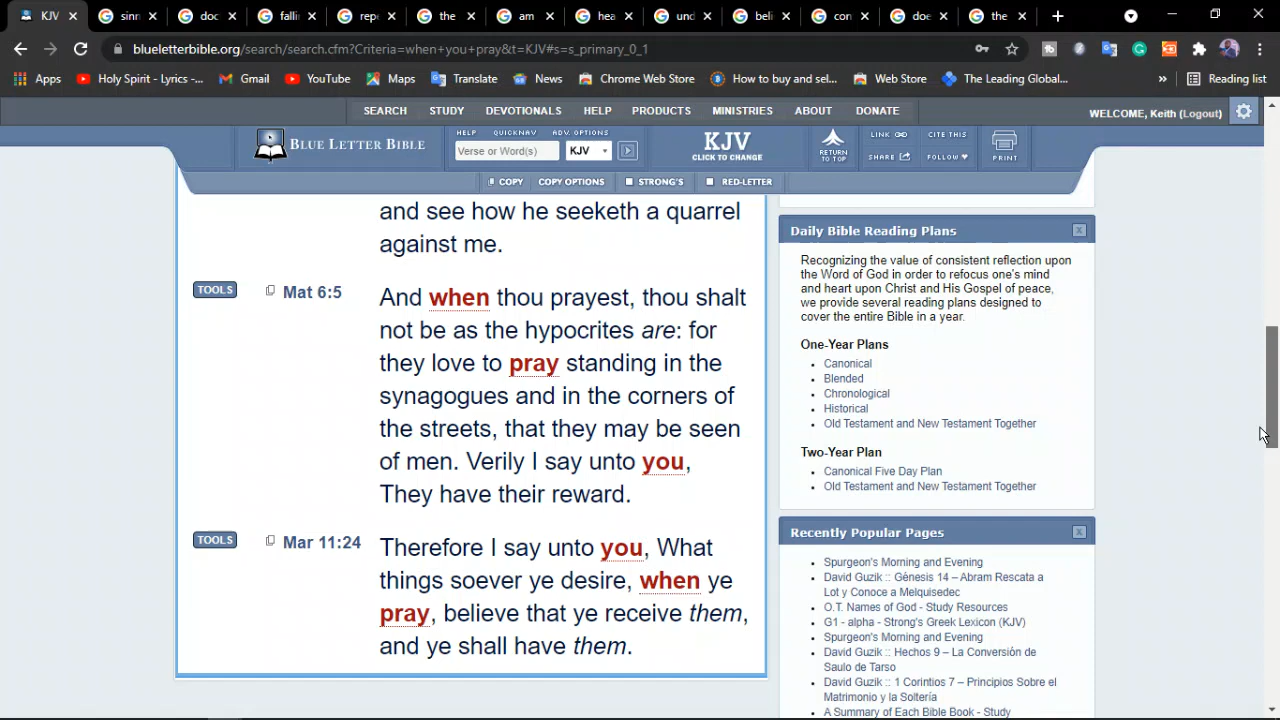 KJV
sinn
doc
fallin
repe
the
am
hea
und
beli
con
doe
the
blueletterbible.org/search/search.cfm?Criteria=when+you+pray&t=KJV#s=s_primary_0_1
Apps
Holy Spirit - Lyrics -...
Gmail
YouTube
Maps
Translate
News
Chrome Web Store
How to buy and sel...
Web Store
The Leading Global...
»
Reading list
SEARCH STUDY DEVOTIONALS HELP PRODUCTS MINISTRIES ABOUT DONATE
WELCOME, Keith (Logout)
BLUE LETTER BIBLE
HELP QUICKNAV ADV. OPTIONS
Verse or Word(s)
KJV
KJV
CLICK TO CHANGE
RETURN
TO TOP
LINK
CITE THIS
SHARE
FOLLOW
PRINT
COPY COPY OPTIONS STRONG'S RED-LETTER
and see how he seeketh a quarrel
against me.
TOOLS
Mat 6:5
And when thou prayest, thou shalt
not be as the hypocrites are: for
they love to pray standing in the
synagogues and in the corners of
the streets, that they may be seen
of men. Verily I say unto you,
They have their reward.
TOOLS
Mar 11:24
Therefore I say unto you, What
things soever ye desire, when ye
pray, believe that ye receive them,
and ye shall have them.
Daily Bible Reading Plans
X
Recognizing the value of consistent reflection upon
the Word of God in order to refocus one's mind
and heart upon Christ and His Gospel of peace,
we provide several reading plans designed to
cover the entire Bible in a year.
One-Year Plans
Canonical
Blended
Chronological
Historical
Old Testament and New Testament Together
Two-Year Plan
Canonical Five Day Plan
Old Testament and New Testament Together
Recently Popular Pages
X
Spurgeon's Morning and Evening
David Guzik :: Génesis 14 – Abram Rescata a
Lot y Conoce a Melquisedec
O.T. Names of God - Study Resources
G1 - alpha - Strong's Greek Lexicon (KJV)
Spurgeon's Morning and Evening
David Guzik :: Hechos 9 – La Conversión de
Saulo de Tarso
David Guzik :: 1 Corintios 7 – Principios Sobre el
Matrimonio y la Soltería
A Summary of Each Bible Book - Study